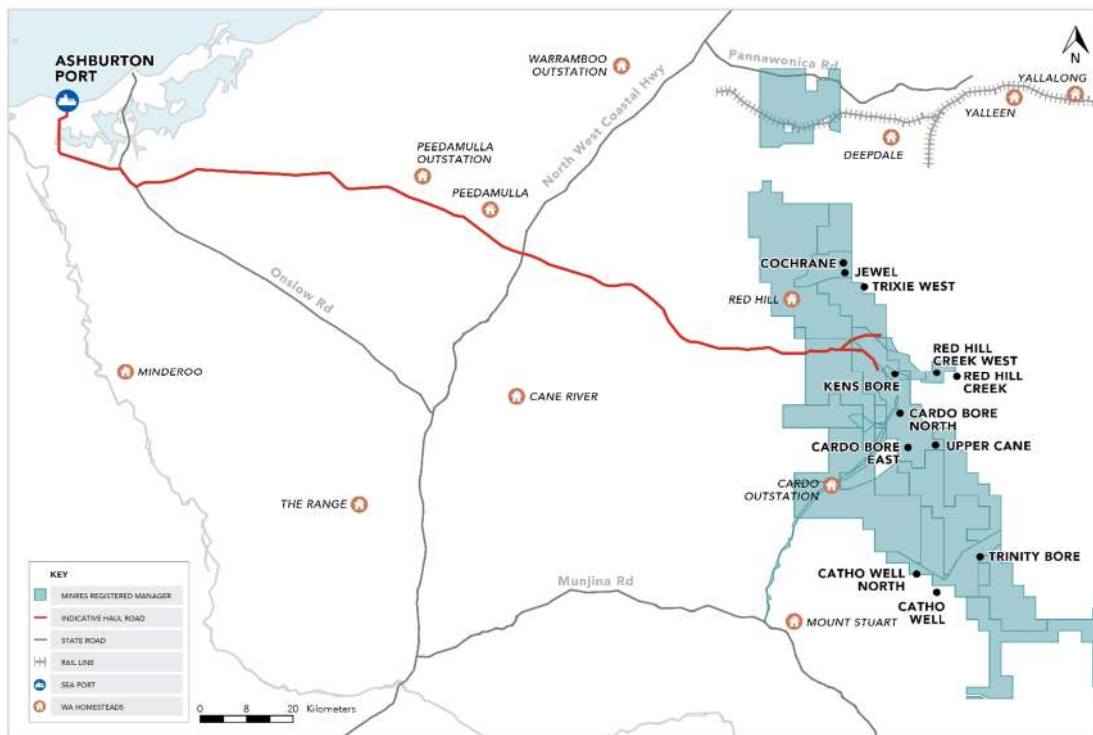 ASHBURTON
PORT
WARRAMBOO
OUTSTATION
Pannawonica Rd
N
YALLALONG
YALLEEN
DEEPDALE
North West Coastal Hwy
PEEDAMULLA
OUTSTATION
PEEDAMULLA
Onslow Rd
COCHRANE
JEWEL
TRIXIE WEST
RED HILL
RED HILL
CREEK WEST
RED HILL
CREEK
KENS BORE
MINDEROO
CANE RIVER
CARDO BORE
NORTH
CARDO BORE
EAST
UPPER CANE
CARDO
OUTSTATION
THE RANGE
TRINITY BORE
CATHO WELL
NORTH
CATHO
WELL
Munjina Rd
MOUNT STUART
KEY
MINRES REGISTERED MANAGER
INDICATIVE HAUL ROAD
STATE ROAD
RAIL LINE
SEA PORT
WA HOMESTEADS
0 4 8 12 20 Kilometers